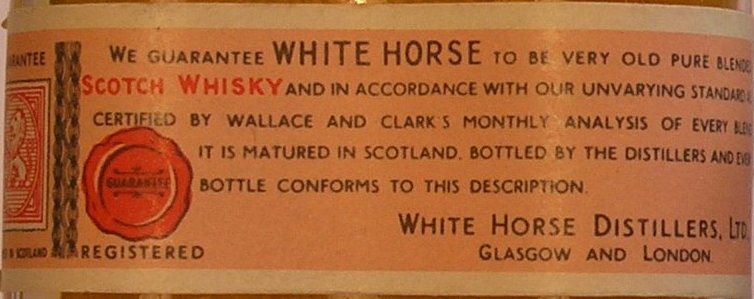 WE GUARANTEE WHITE HORSE TO BE VERY OLD PURE BLENDED
SCOTCH WHISKY AND IN ACCORDANCE WITH OUR UNVARYING STANDARD
CERTIFIED BY WALLACE AND CLARK'S MONTHLY ANALYSIS OF EVERY
IT IS MATURED IN SCOTLAND. BOTTLED BY THE DISTILLERS AND
GUARANTEE
BOTTLE CONFORMS TO THIS DESCRIPTION.
WHITE HORSE DISTILLERS, LTD.
REGISTERED
GLASGOW AND LONDON